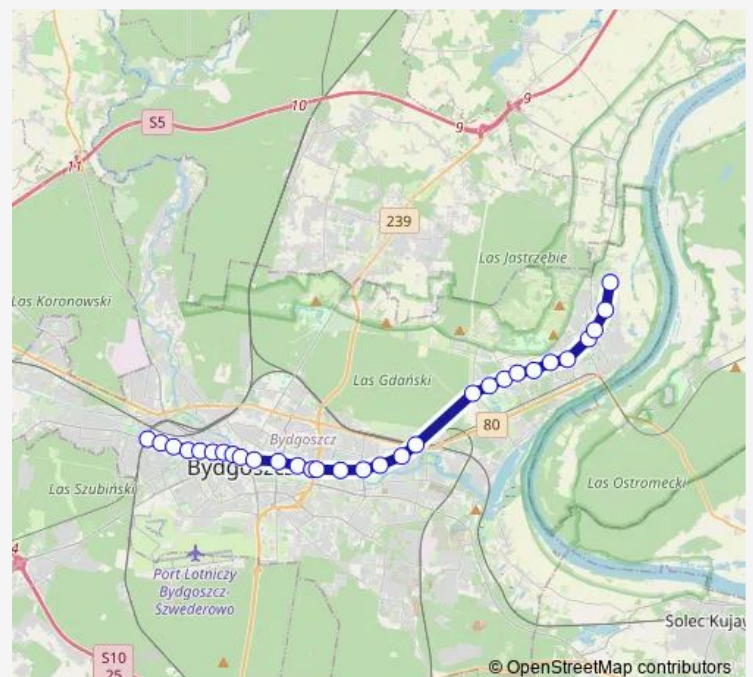 10
9
9
S5
11
239
Las Jastrzębie
Las Koronowski
Las Gdański
80
Bydgoszcz
Bydgoszcz
Las Szubiński
Las Ostromecki
Port Lotniczy
Bydgoszcz-
Szwederowo
4
Solec Kujaw
S10
25
© OpenStreetMap contributors